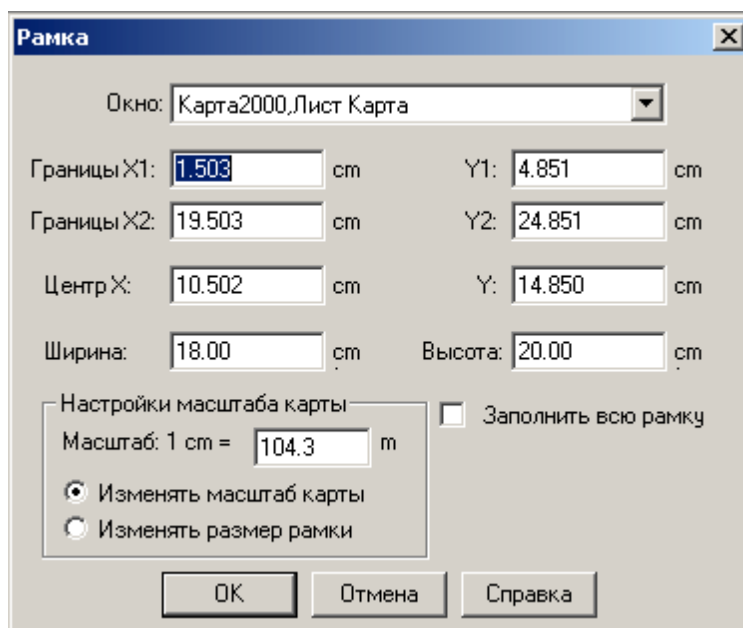 Рамка
Окно: Карта2000,Лист Карта
Границы X1: 1.503 cm Y1: 4.851 cm
Границы X2: 19.503 cm Y2: 24.851 cm
Центр X: 10.502 cm Y: 14.850 cm
Ширина: 18.00 cm Высота: 20.00 cm
Настройки масштаба карты
Заполнить всю рамку
Масштаб: 1 cm = 104.3 m
Изменять масштаб карты
Изменять размер рамки
OK Отмена Справка